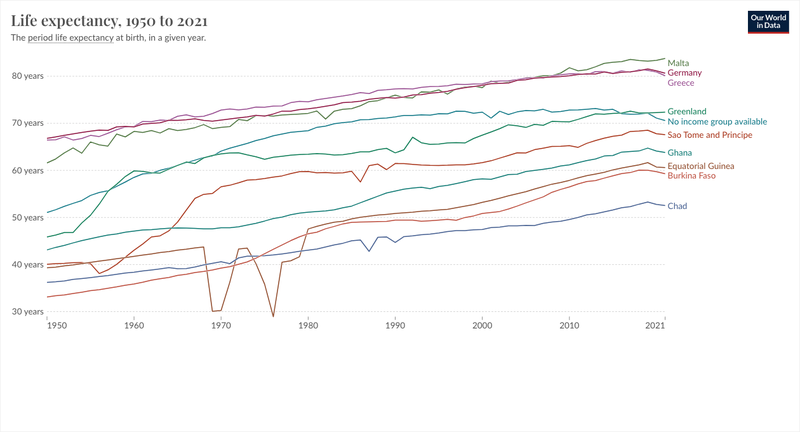 Life expectancy, 1950 to 2021
The period life expectancy at birth, in a given year.
Our World
in Data
80 years
70 years
60 years
50 years
40 years
30 years
1950
1960
1970
1980
1990
2000
2010
2021
Malta
Germany
Greece
Greenland
No income group available
Sao Tome and Principe
Ghana
Equatorial Guinea
Burkina Faso
Chad